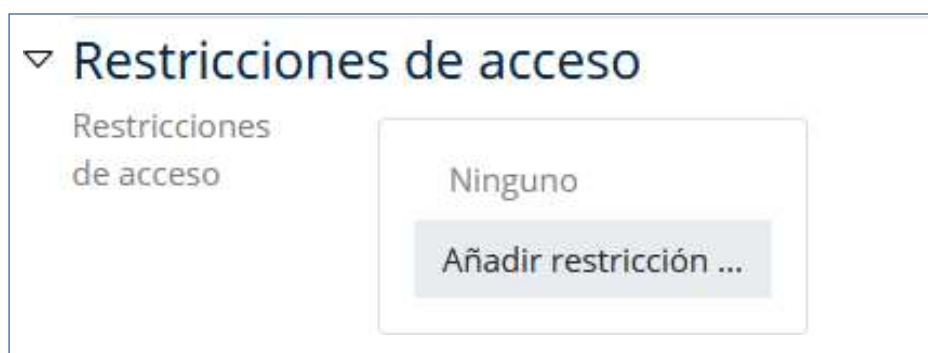 Restricciones de acceso
Restricciones
de acceso
Ninguno
Añadir restricción ...